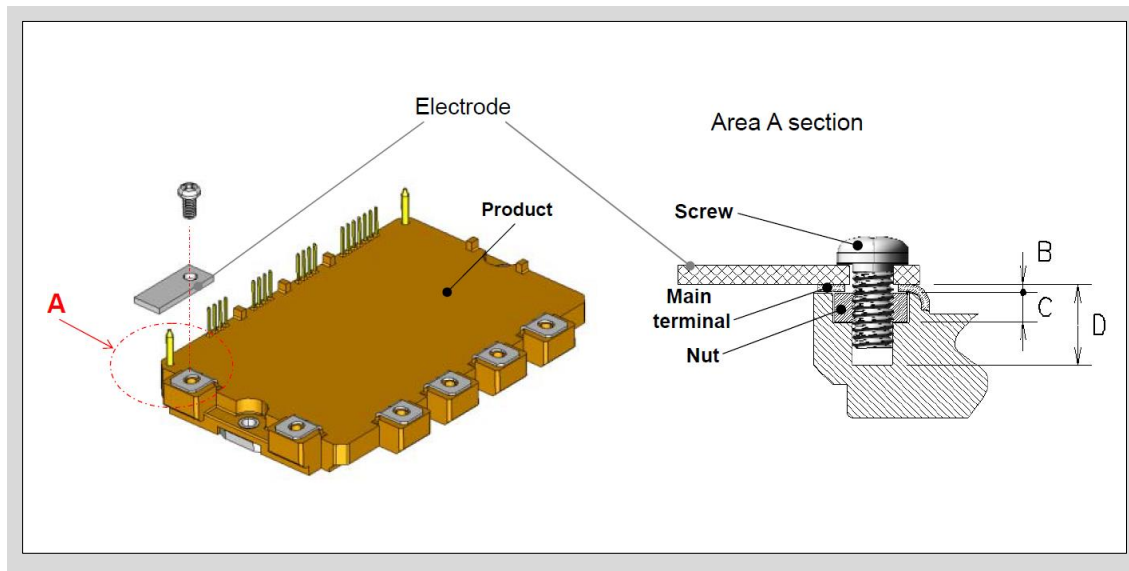 Electrode
Area A section
Product
Screw
A
B
Main
terminal
C
D
Nut